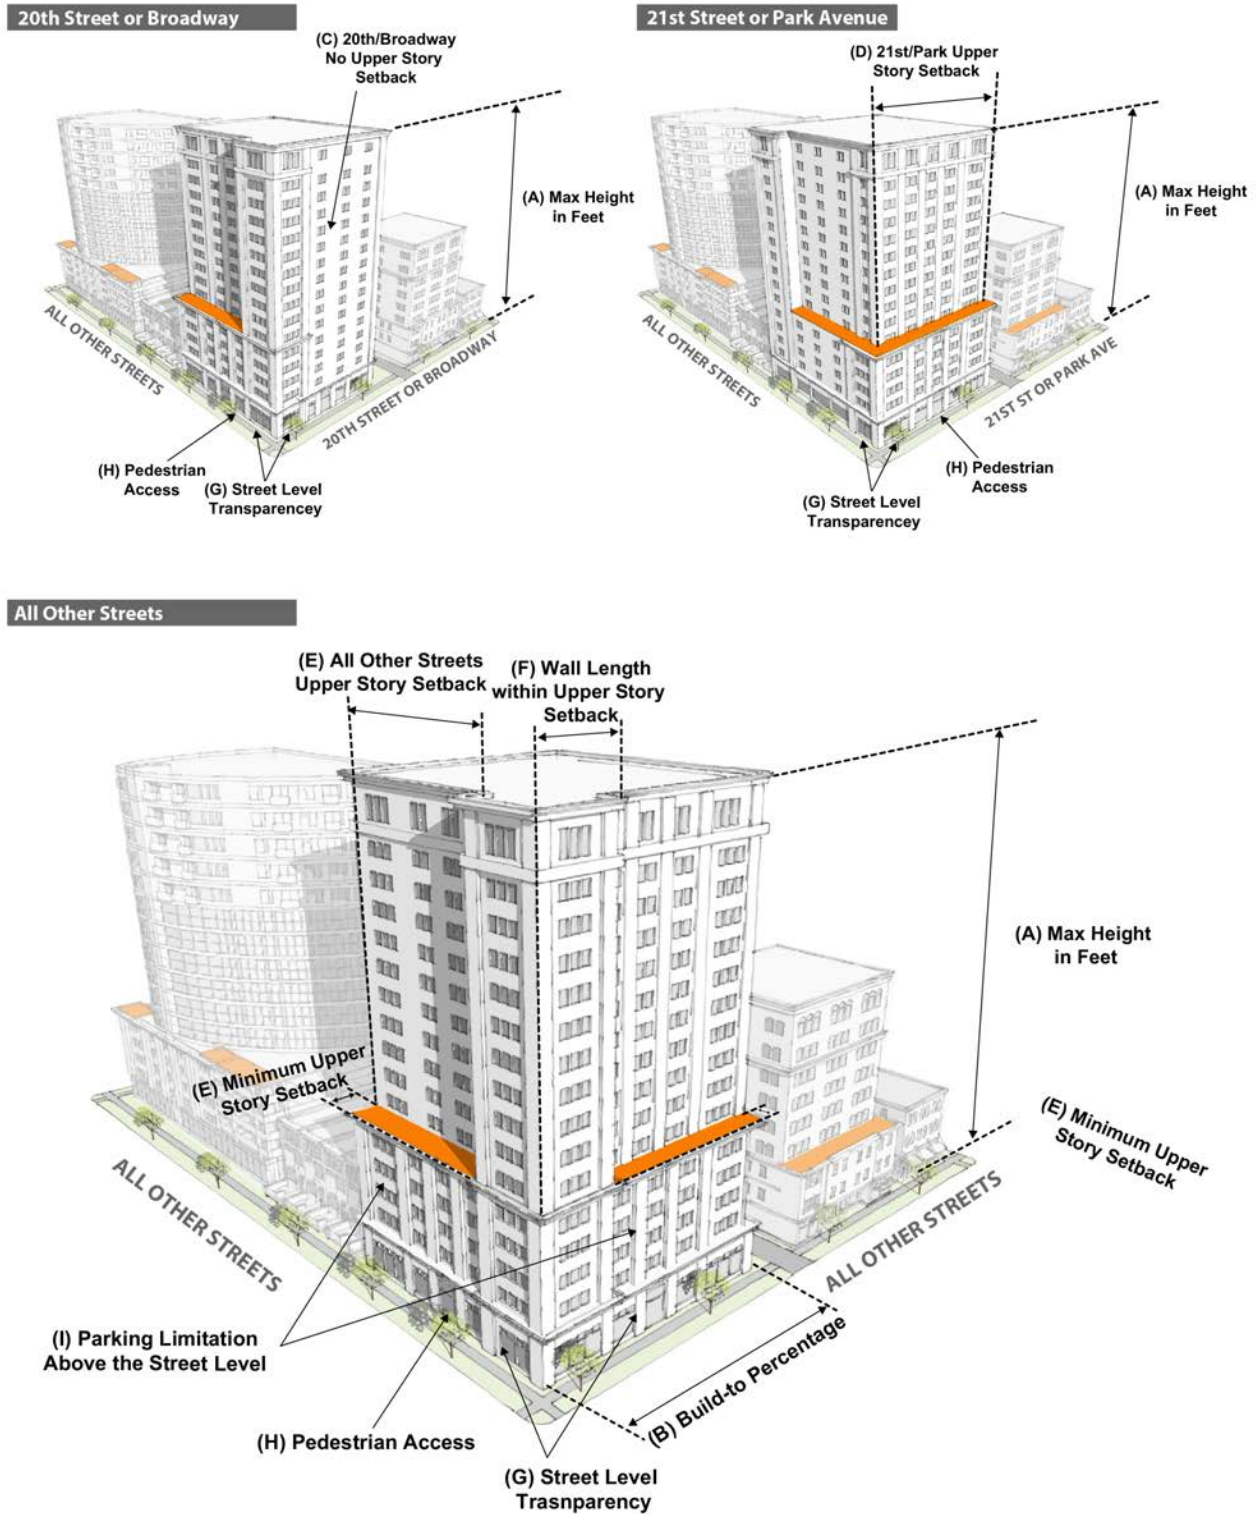 20th Street or Broadway
(C) 20th/Broadway
No Upper Story
Setback
(A) Max Height
in Feet
ALL OTHER STREETS
20TH STREET OR BROADWAY
(H) Pedestrian
Access
(G) Street Level
Transparencey
21st Street or Park Avenue
(D) 21st/Park Upper
Story Setback
(A) Max Height
in Feet
ALL OTHER STREETS
21ST ST OR PARK AVE
(H) Pedestrian
Access
(G) Street Level
Transparencey
All Other Streets
(E) All Other Streets
Upper Story Setback
(F) Wall Length
within Upper Story
Setback
(A) Max Height
in Feet
(E) Minimum Upper
Story Setback
(E) Minimum Upper
Story Setback
ALL OTHER STREETS
ALL OTHER STREETS
(I) Parking Limitation
Above the Street Level
(B) Build-to Percentage
(H) Pedestrian Access
(G) Street Level
Trasnparency